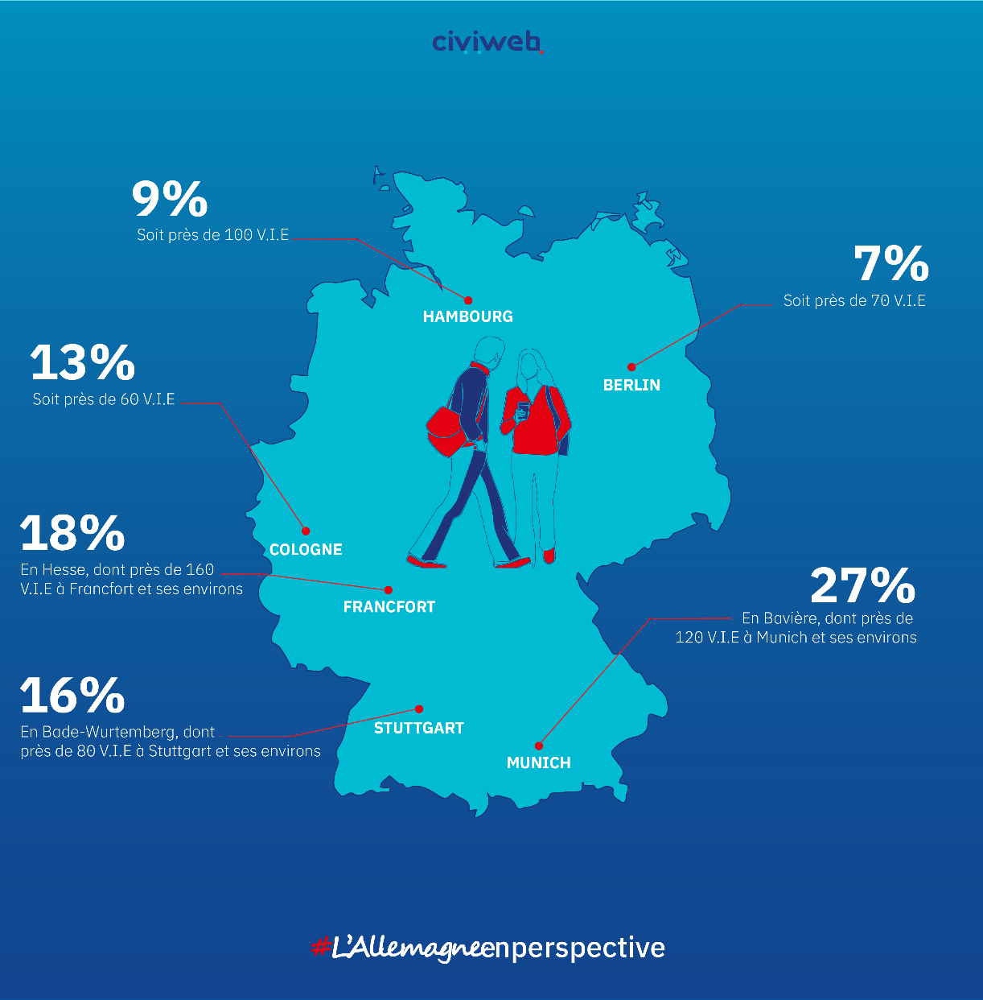 civiweb
9%
Soit près de 100 V.I.E
7%
Soit près de 70 V.I.E
HAMBOURG
13%
Soit près de 60 V.I.E
BERLIN
18%
En Hesse, dont près de 160
V.I.E à Francfort et ses environs
COLOGNE
FRANCFORT
27%
En Bavière, dont près de
120 V.I.E à Munich et ses environs
16%
En Bade-Wurtemberg, dont
près de 80 V.I.E à Stuttgart et ses environs
STUTTGART
MUNICH
#L'Allemagneenperspective